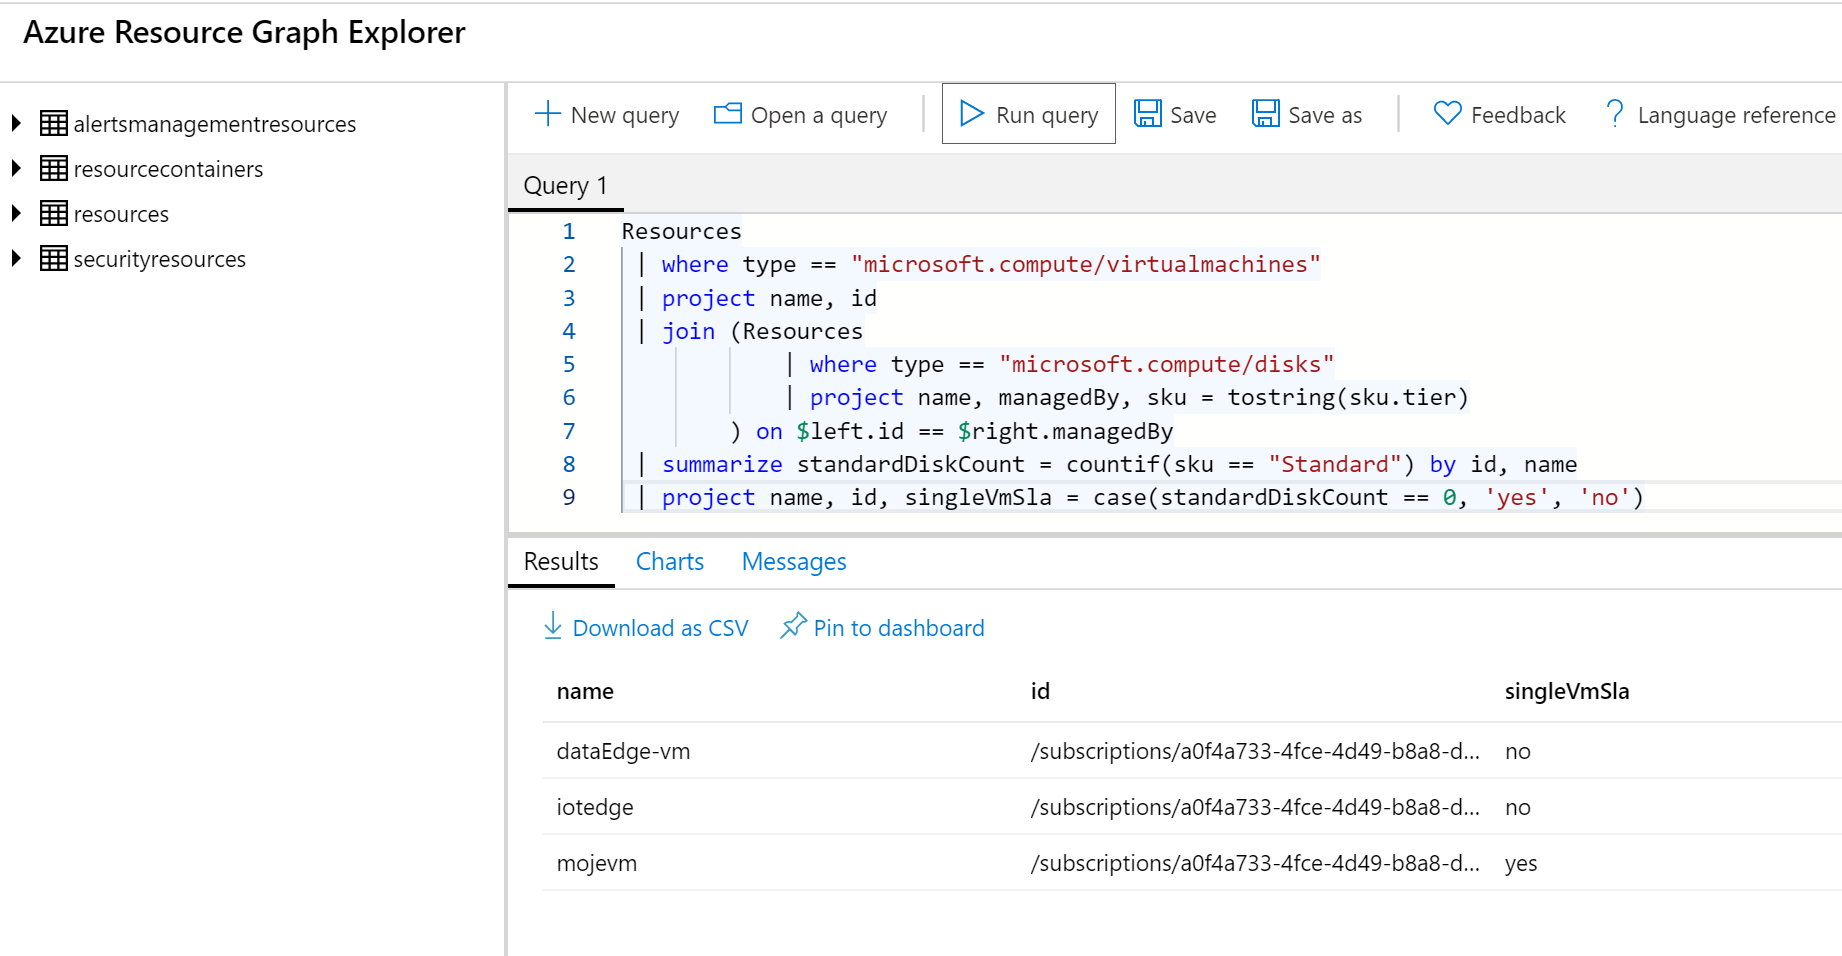 Azure Resource Graph Explorer
alertsmanagementresources
resourcecontainers
resources
securityresources
New query Open a query Run query Save Save as Feedback ? Language reference
Query 1
1 Resources
2 | where type == "microsoft.compute/virtualmachines"
3 | project name, id
4 | join (Resources
5 | where type == "microsoft.compute/disks"
6 | project name, managedBy, sku = tostring(sku.tier)
7 ) on $left.id == $right.managedBy
8 | summarize standardDiskCount = countif(sku == "Standard") by id, name
9 | project name, id, singleVmSla = case(standardDiskCount == 0, 'yes', 'no')
Results Charts Messages
Download as CSV Pin to dashboard
name id singleVmSla
dataEdge-vm /subscriptions/a0f4a733-4fce-4d49-b8a8-d... no
iotedge /subscriptions/a0f4a733-4fce-4d49-b8a8-d... no
mojevm /subscriptions/a0f4a733-4fce-4d49-b8a8-d... yes